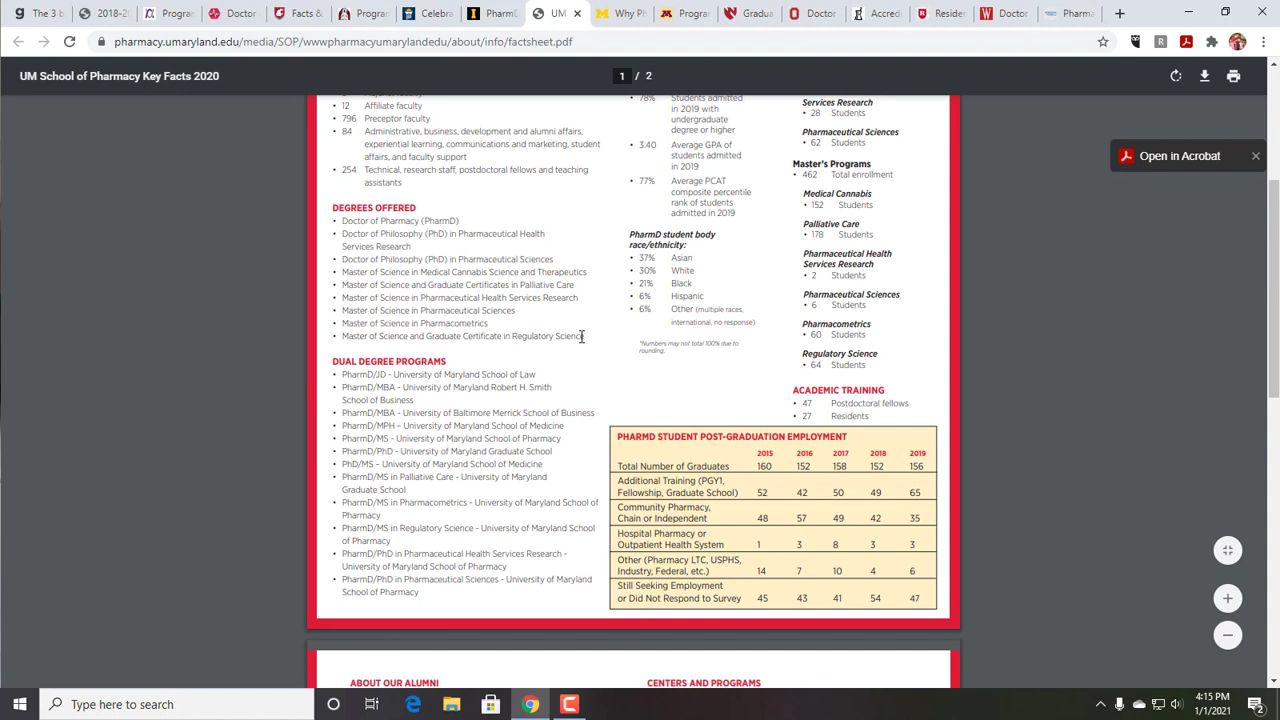 The 3
2018-
Program
Doctor
Facts &
Program
Celebra
PharmD
UM
Why Ph
Progra
Gradua
Doctor
Accred
Resider
Doctor
Pharma
pharmacy.umaryland.edu/media/SOP/wwwpharmacyumarylandedu/about/info/factsheet.pdf
UM School of Pharmacy Key Facts 2020
1 / 2
Open in Acrobat
• 12 Affiliate faculty
• 796 Preceptor faculty
• 84 Administrative, business, development and alumni affairs,
experiential learning, communications and marketing, student
affairs, and faculty support
• 254 Technical, research staff, postdoctoral fellows and teaching
assistants
DEGREES OFFERED
• Doctor of Pharmacy (PharmD)
• Doctor of Philosophy (PhD) in Pharmaceutical Health
Services Research
• Doctor of Philosophy (PhD) in Pharmaceutical Sciences
• Master of Science in Medical Cannabis Science and Therapeutics
• Master of Science and Graduate Certificates in Palliative Care
• Master of Science in Pharmaceutical Health Services Research
• Master of Science in Pharmaceutical Sciences
• Master of Science in Pharmacometrics
• Master of Science and Graduate Certificate in Regulatory Science
DUAL DEGREE PROGRAMS
• PharmD/JD - University of Maryland School of Law
• PharmD/MBA - University of Maryland Robert H. Smith
School of Business
• PharmD/MBA - University of Baltimore Merrick School of Business
• PharmD/MPH – University of Maryland School of Medicine
• PharmD/MS - University of Maryland School of Pharmacy
• PharmD/PhD - University of Maryland Graduate School
• PhD/MS – University of Maryland School of Medicine
• PharmD/MS in Palliative Care - University of Maryland
Graduate School
• PharmD/MS in Pharmacometrics - University of Maryland School of
Pharmacy
• PharmD/MS in Regulatory Science - University of Maryland School
of Pharmacy
• PharmD/PhD in Pharmaceutical Health Services Research -
University of Maryland School of Pharmacy
• PharmD/PhD in Pharmaceutical Sciences - University of Maryland
School of Pharmacy
• 78% Students admitted
in 2019 with
undergraduate
degree or higher
• 3.40 Average GPA of
students admitted
in 2019
• 77% Average PCAT
composite percentile
rank of students
admitted in 2019
PharmD student body
race/ethnicity:
• 37% Asian
• 30% White
• 21% Black
• 6% Hispanic
• 6% Other (multiple races,
international, no response)
*Numbers may not total 100% due to
rounding.
Services Research
• 28 Students
Pharmaceutical Sciences
• 62 Students
Master's Programs
• 462 Total enrollment
Medical Cannabis
• 152 Students
Palliative Care
• 178 Students
Pharmaceutical Health
Services Research
• 2 Students
Pharmaceutical Sciences
• 6 Students
Pharmacometrics
• 60 Students
Regulatory Science
• 64 Students
ACADEMIC TRAINING
• 47 Postdoctoral fellows
• 27 Residents
PHARMD STUDENT POST-GRADUATION EMPLOYMENT
2015 2016 2017 2018 2019
Total Number of Graduates 160 152 158 152 156
Additional Training (PGY1,
Fellowship, Graduate School) 52 42 50 49 65
Community Pharmacy,
Chain or Independent 48 57 49 42 35
Hospital Pharmacy or
Outpatient Health System 1 3 8 3 3
Other (Pharmacy LTC, USPHS,
Industry, Federal, etc.) 14 7 10 4 6
Still Seeking Employment
or Did Not Respond to Survey 45 43 41 54 47
ABOUT OUR ALUMNI
CENTERS AND PROGRAMS
Type here to search
4:15 PM
1/1/2021